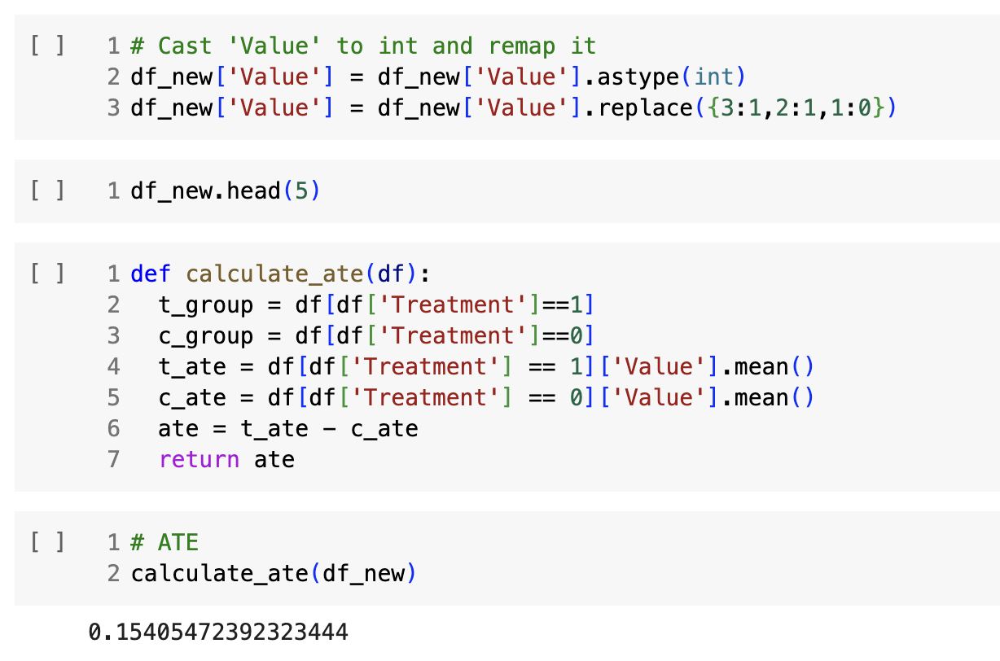 [ ] 1 # Cast 'Value' to int and remap it
2 df_new['Value'] = df_new['Value'].astype(int)
3 df_new['Value'] = df_new['Value'].replace({3:1,2:1,1:0})
[ ] 1 df_new.head(5)
[ ] 1 def calculate_ate(df):
2   t_group = df[df['Treatment']==1]
3   c_group = df[df['Treatment']==0]
4   t_ate = df[df['Treatment'] == 1]['Value'].mean()
5   c_ate = df[df['Treatment'] == 0]['Value'].mean()
6   ate = t_ate - c_ate
7   return ate
[ ] 1 # ATE
2 calculate_ate(df_new)
0.15405472392323444